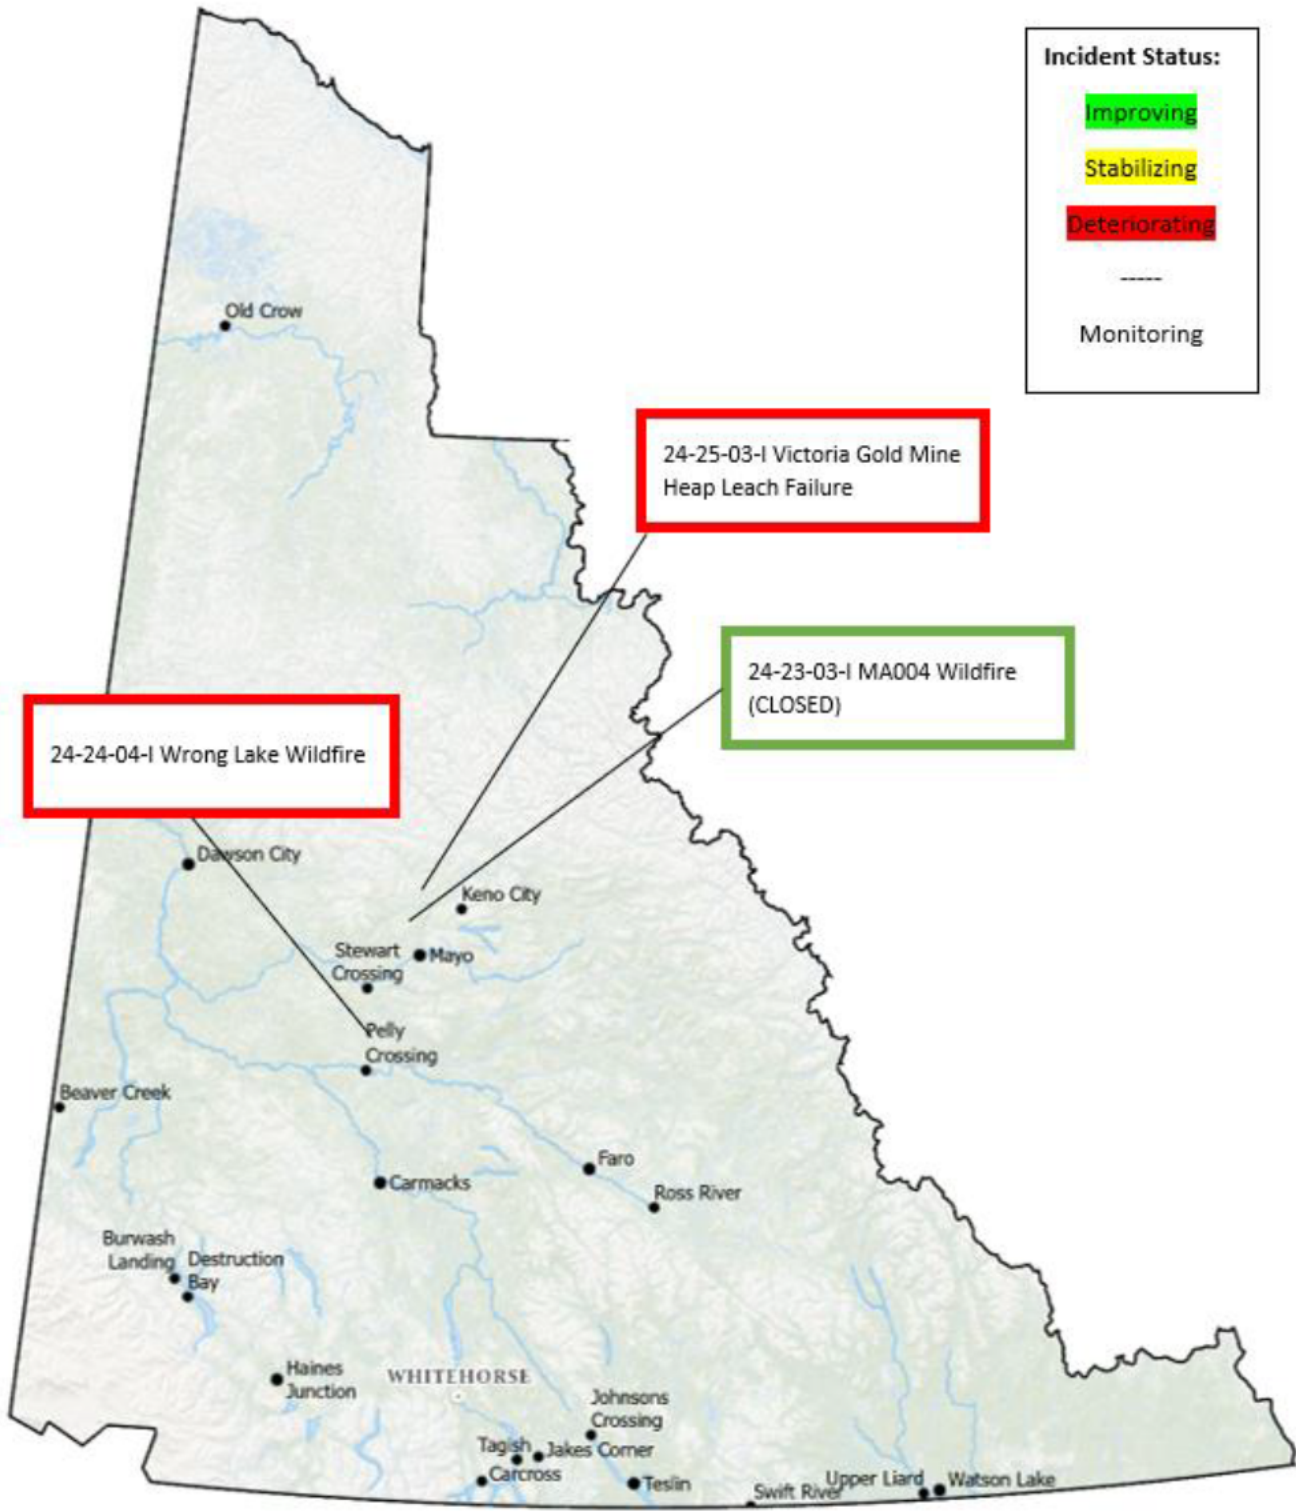 Incident Status:
Improving
Stabilizing
Deteriorating
-----
Monitoring
Old Crow
24-25-03-I Victoria Gold Mine
Heap Leach Failure
24-23-03-I MA004 Wildfire
(CLOSED)
24-24-04-I Wrong Lake Wildfire
Dawson City
Keno City
Stewart
Crossing
Mayo
Pelly
Crossing
Beaver Creek
Faro
Carmacks
Ross River
Burwash
Landing
Destruction
Bay
Haines
Junction
WHITEHORSE
Johnsons
Crossing
Tagish
Jakes Corner
Carcross
Teslin
Swift River
Upper Liard
Watson Lake